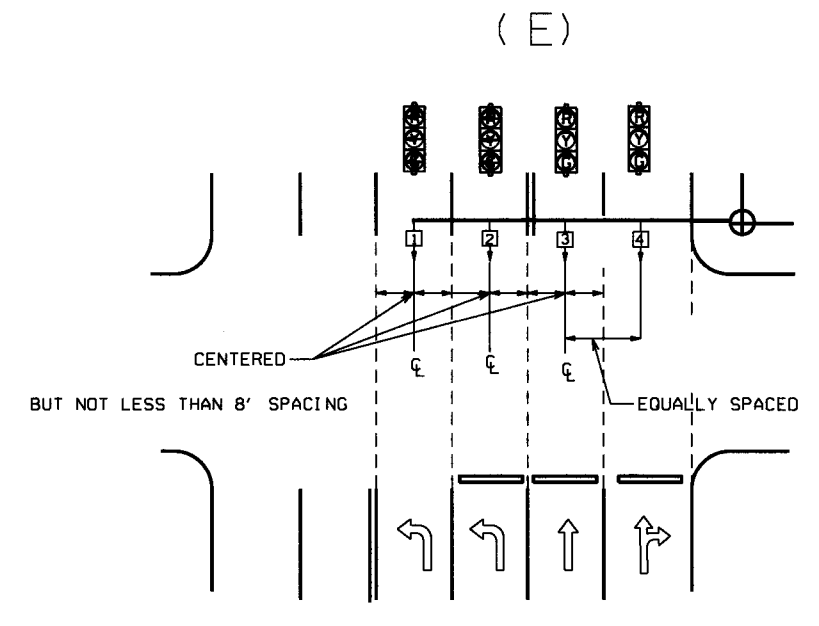 (E)
R
Y
G
R
Y
G
1
2
3
4
CENTERED
℄
℄
℄
BUT NOT LESS THAN 8' SPACING
EQUALLY SPACED